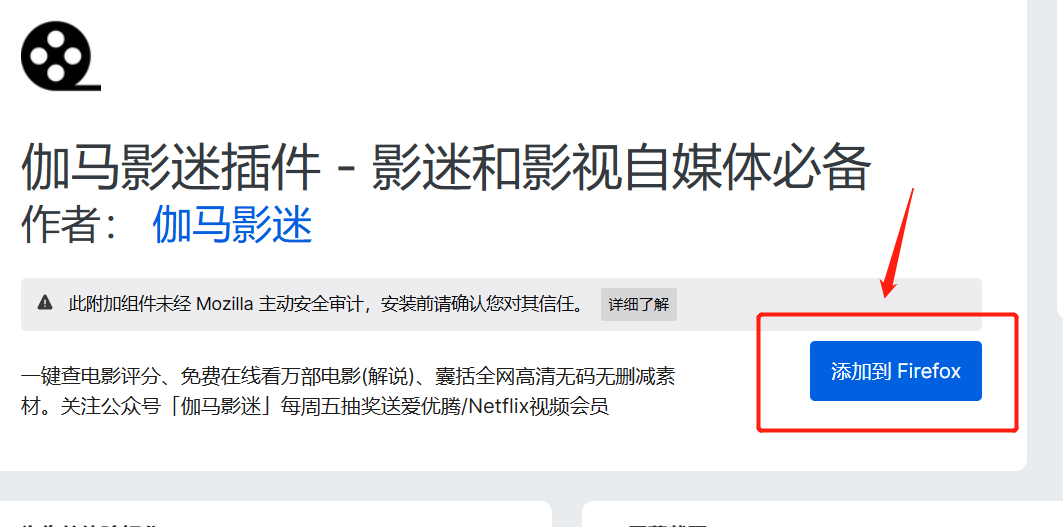 伽马影迷插件 - 影迷和影视自媒体必备
作者： 伽马影迷
此附加组件未经 Mozilla 主动安全审计，安装前请确认您对其信任。 详细了解
一键查电影评分、免费在线看万部电影(解说)、囊括全网高清无码无删减素
材。关注公众号「伽马影迷」每周五抽奖送爱优腾/Netflix视频会员
添加到 Firefox